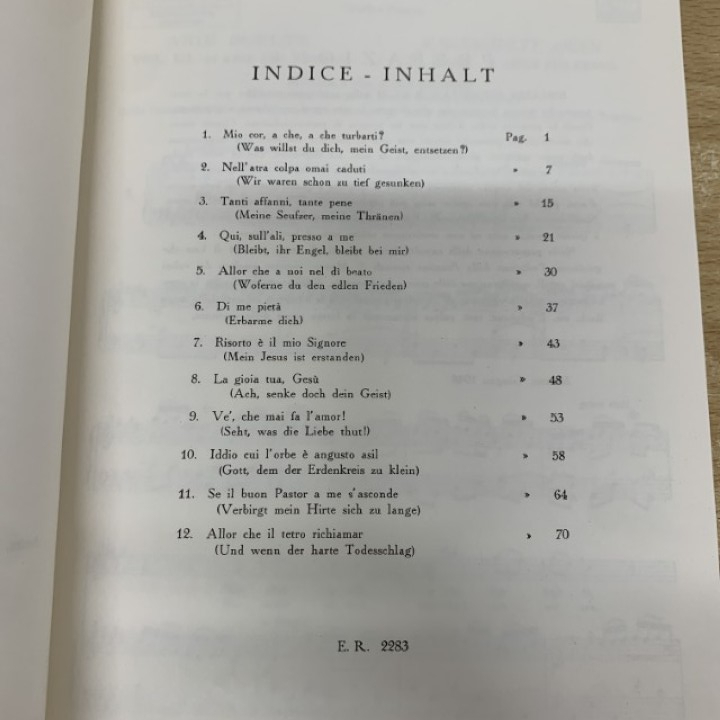 INDICE - INHALT
1. Mio cor, a che, a che turbarti? Pag. 1
(Was willst du dich, mein Geist, entsetzen?)
2. Nell'atra colpa omai caduti » 7
(Wir waren schon zu tief gesunken)
3. Tanti affanni, tante pene » 15
(Meine Seufzer, meine Thränen)
4. Qui, sull'ali, presso a me » 21
(Bleibt, ihr Engel, bleibt bei mir)
5. Allor che a noi nel dì beato » 30
(Woferne du den edlen Frieden)
6. Di me pietà » 37
(Erbarme dich)
7. Risorto è il mio Signore » 43
(Mein Jesus ist erstanden)
8. La gioia tua, Gesù » 48
(Ach, senke doch dein Geist)
9. Ve', che mai fa l'amor! » 53
(Seht, was die Liebe thut!)
10. Iddio cui l'orbe è angusto asil » 58
(Gott, dem der Erdenkreis zu klein)
11. Se il buon Pastor a me s'asconde » 64
(Verbirgt mein Hirte sich zu lange)
12. Allor che il tetro richiamar » 70
(Und wenn der harte Todesschlag)
E. R. 2283